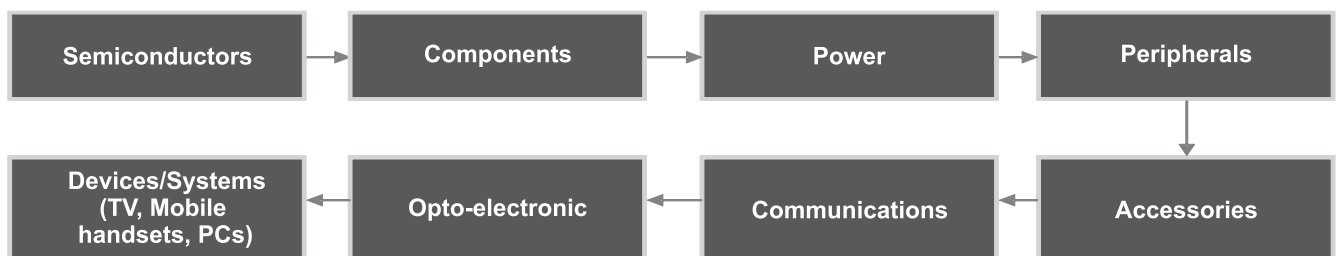 Semiconductors
Components
Power
Peripherals
Accessories
Communications
Opto-electronic
Devices/Systems
(TV, Mobile
handsets, PCs)